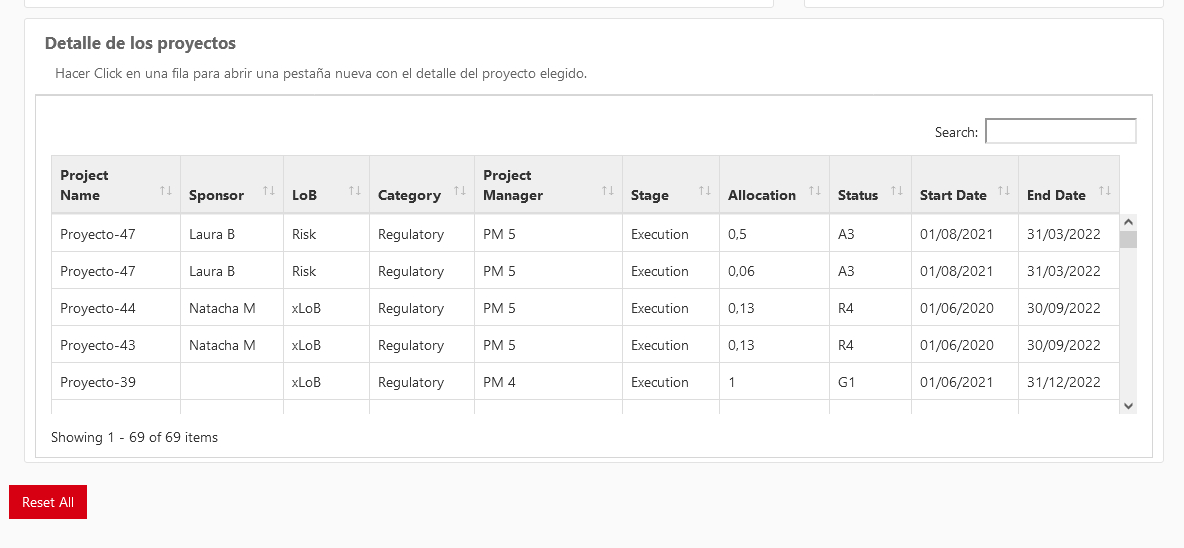 Detalle de los proyectos
Hacer Click en una fila para abrir una pestaña nueva con el detalle del proyecto elegido.
Search:
Project Name Sponsor LoB Category Project Manager Stage Allocation Status Start Date End Date
Proyecto-47 Laura B Risk Regulatory PM 5 Execution 0,5 A3 01/08/2021 31/03/2022
Proyecto-47 Laura B Risk Regulatory PM 5 Execution 0,06 A3 01/08/2021 31/03/2022
Proyecto-44 Natacha M xLoB Regulatory PM 5 Execution 0,13 R4 01/06/2020 30/09/2022
Proyecto-43 Natacha M xLoB Regulatory PM 5 Execution 0,13 R4 01/06/2020 30/09/2022
Proyecto-39 xLoB Regulatory PM 4 Execution 1 G1 01/06/2021 31/12/2022
Showing 1 - 69 of 69 items
Reset All